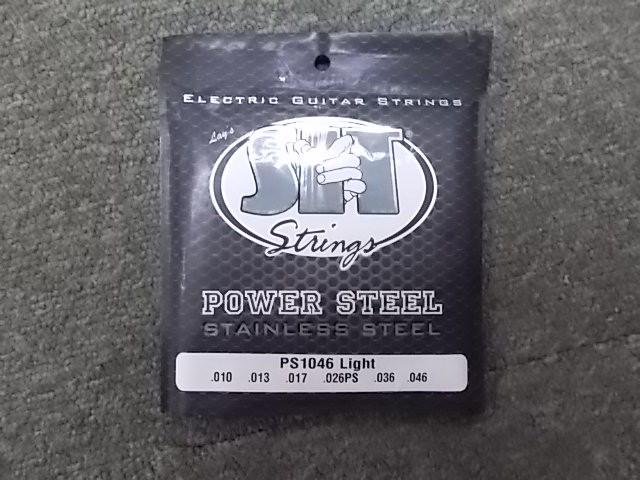 ELECTRIC GUITAR STRINGS
Lay's
SIT®
Strings
POWER STEEL
STAINLESS STEEL
PS1046 Light
.010 .013 .017 .026PS .036 .046